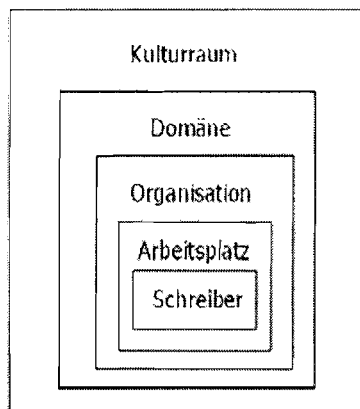 Kulturraum
Domäne
Organisation
Arbeitsplatz
Schreiber